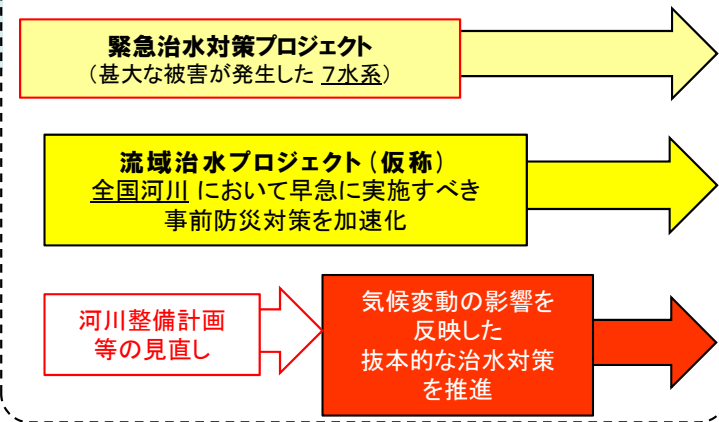 緊急治水対策プロジェクト
（甚大な被害が発生した 7水系）
流域治水プロジェクト（仮称）
全国河川 において早急に実施すべき
事前防災対策を加速化
河川整備計画
等の見直し
気候変動の影響を
反映した
抜本的な治水対策
を推進